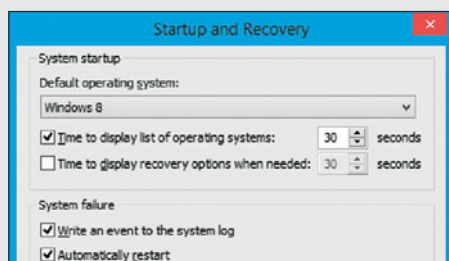 Startup and Recovery
System startup
Default operating system:
Windows 8
Time to display list of operating systems: 30 seconds
Time to display recovery options when needed: 30 seconds
System failure
Write an event to the system log
Automatically restart